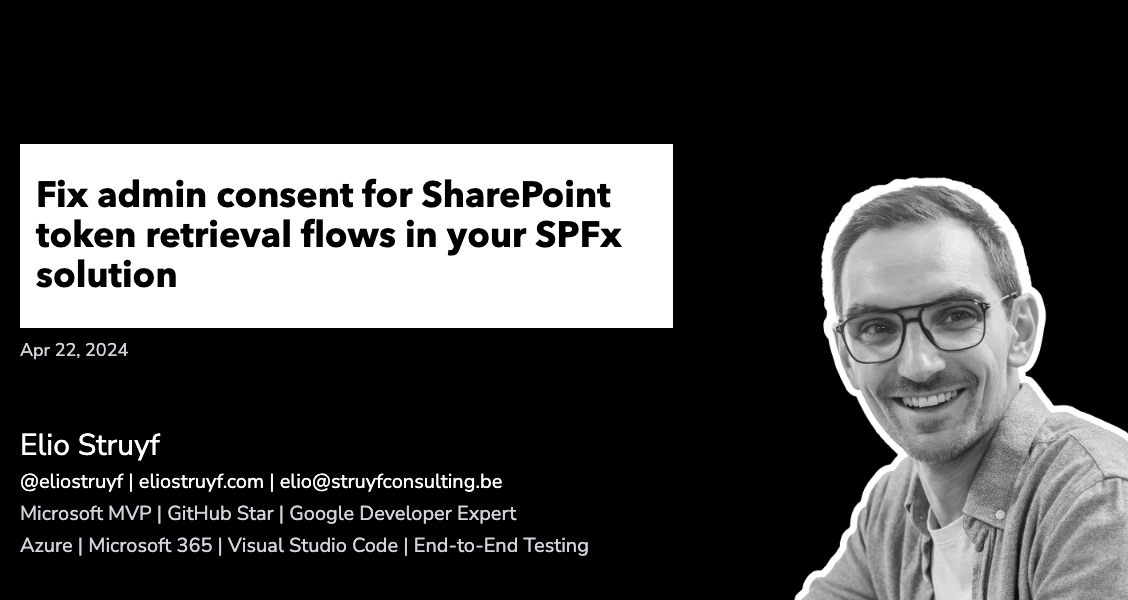 Fix admin consent for SharePoint
token retrieval flows in your SPFx
solution
Apr 22, 2024
Elio Struyf
@eliostruyf | eliostruyf.com | elio@struyfconsulting.be
Microsoft MVP | GitHub Star | Google Developer Expert
Azure | Microsoft 365 | Visual Studio Code | End-to-End Testing